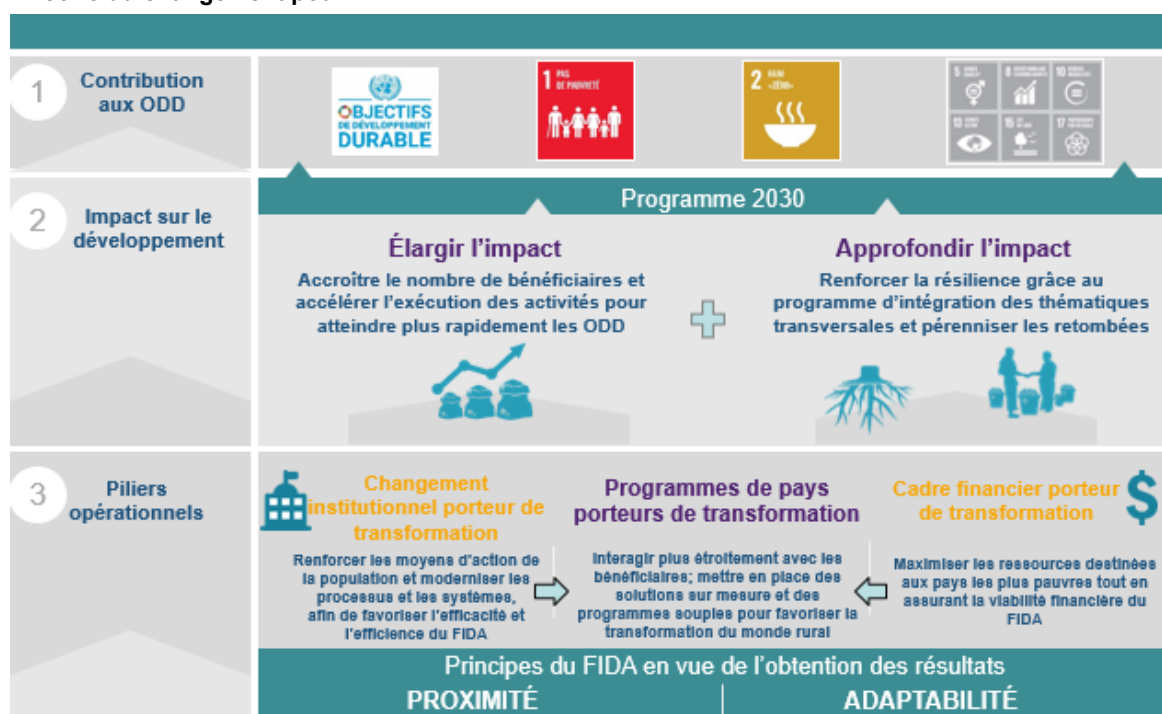 1
Contribution
aux ODD
OBJECTIFS
DE DÉVELOPPEMENT
DURABLE
1 PAS
DE PAUVRETÉ
2 FAIM
«ZÉRO»
5
8
10
13
15
17
2
Impact sur le
développement
Programme 2030
Élargir l'impact
Accroître le nombre de bénéficiaires et
accélérer l'exécution des activités pour
atteindre plus rapidement les ODD
Approfondir l'impact
Renforcer la résilience grâce au
programme d'intégration des thématiques
transversales et pérenniser les retombées
3
Piliers
opérationnels
Changement
institutionnel porteur de
transformation
Renforcer les moyens d'action de
la population et moderniser les
processus et les systèmes,
afin de favoriser l'efficacité et
l'efficience du FIDA
Programmes de pays
porteurs de transformation
Interagir plus étroitement avec les
bénéficiaires; mettre en place des
solutions sur mesure et des
programmes souples pour favoriser la
transformation du monde rural
Cadre financier porteur
de transformation
$
Maximiser les ressources destinées
aux pays les plus pauvres tout en
assurant la viabilité financière du
FIDA
Principes du FIDA en vue de l'obtention des résultats
PROXIMITÉ
ADAPTABILITÉ